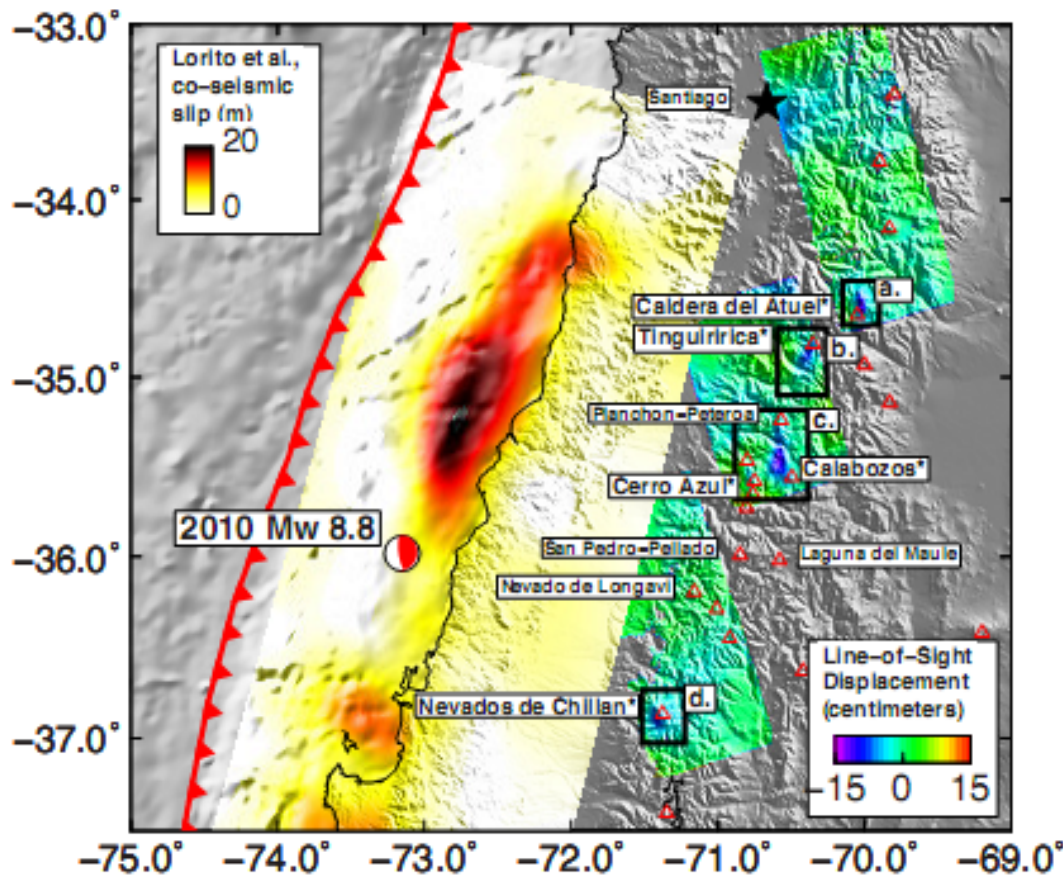 -33.0°
-34.0°
-35.0°
-36.0°
-37.0°
Lorito et al.,
co-seismic
slip (m)
20
0
Santiago
a.
Caldera del Atuel*
Tinguiririca*
b.
Planchon-Peteroa
c.
Calabozos*
Cerro Azul*
2010 Mw 8.8
San Pedro-Pellado
Laguna del Maule
Nevado de Longavi
Nevados de Chillan*
d.
Line-of-Sight
Displacement
(centimeters)
-15 0 15
-75.0° -74.0° -73.0° -72.0° -71.0° -70.0° -69.0°